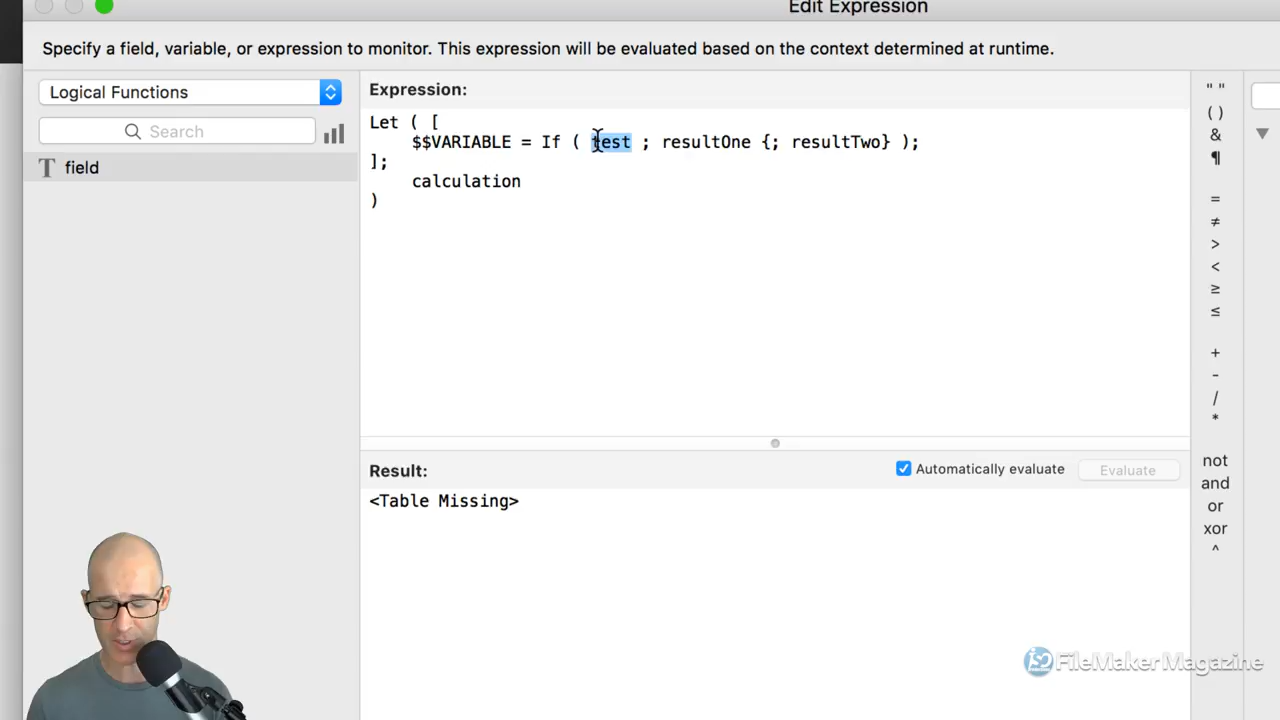 Edit Expression
Specify a field, variable, or expression to monitor. This expression will be evaluated based on the context determined at runtime.
Logical Functions
Search
field
Expression:
Let ( [
$$VARIABLE = If ( test ; resultOne {; resultTwo} );
];
calculation
)
Result:
Automatically evaluate
Evaluate
<Table Missing>
" "
( )
&
¶
=
≠
>
<
≥
≤
+
-
/
*
not
and
or
xor
^
FileMakerMagazine